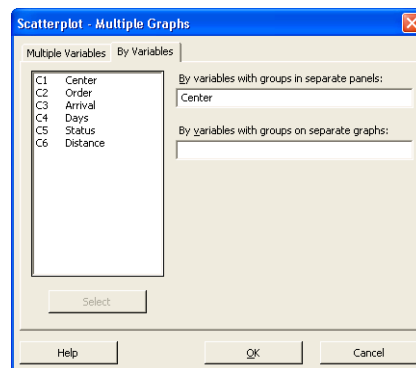 Scatterplot - Multiple Graphs
Multiple Variables By Variables
C1 Center
C2 Order
C3 Arrival
C4 Days
C5 Status
C6 Distance
By variables with groups in separate panels:
Center
By variables with groups on separate graphs:
Select
Help OK Cancel